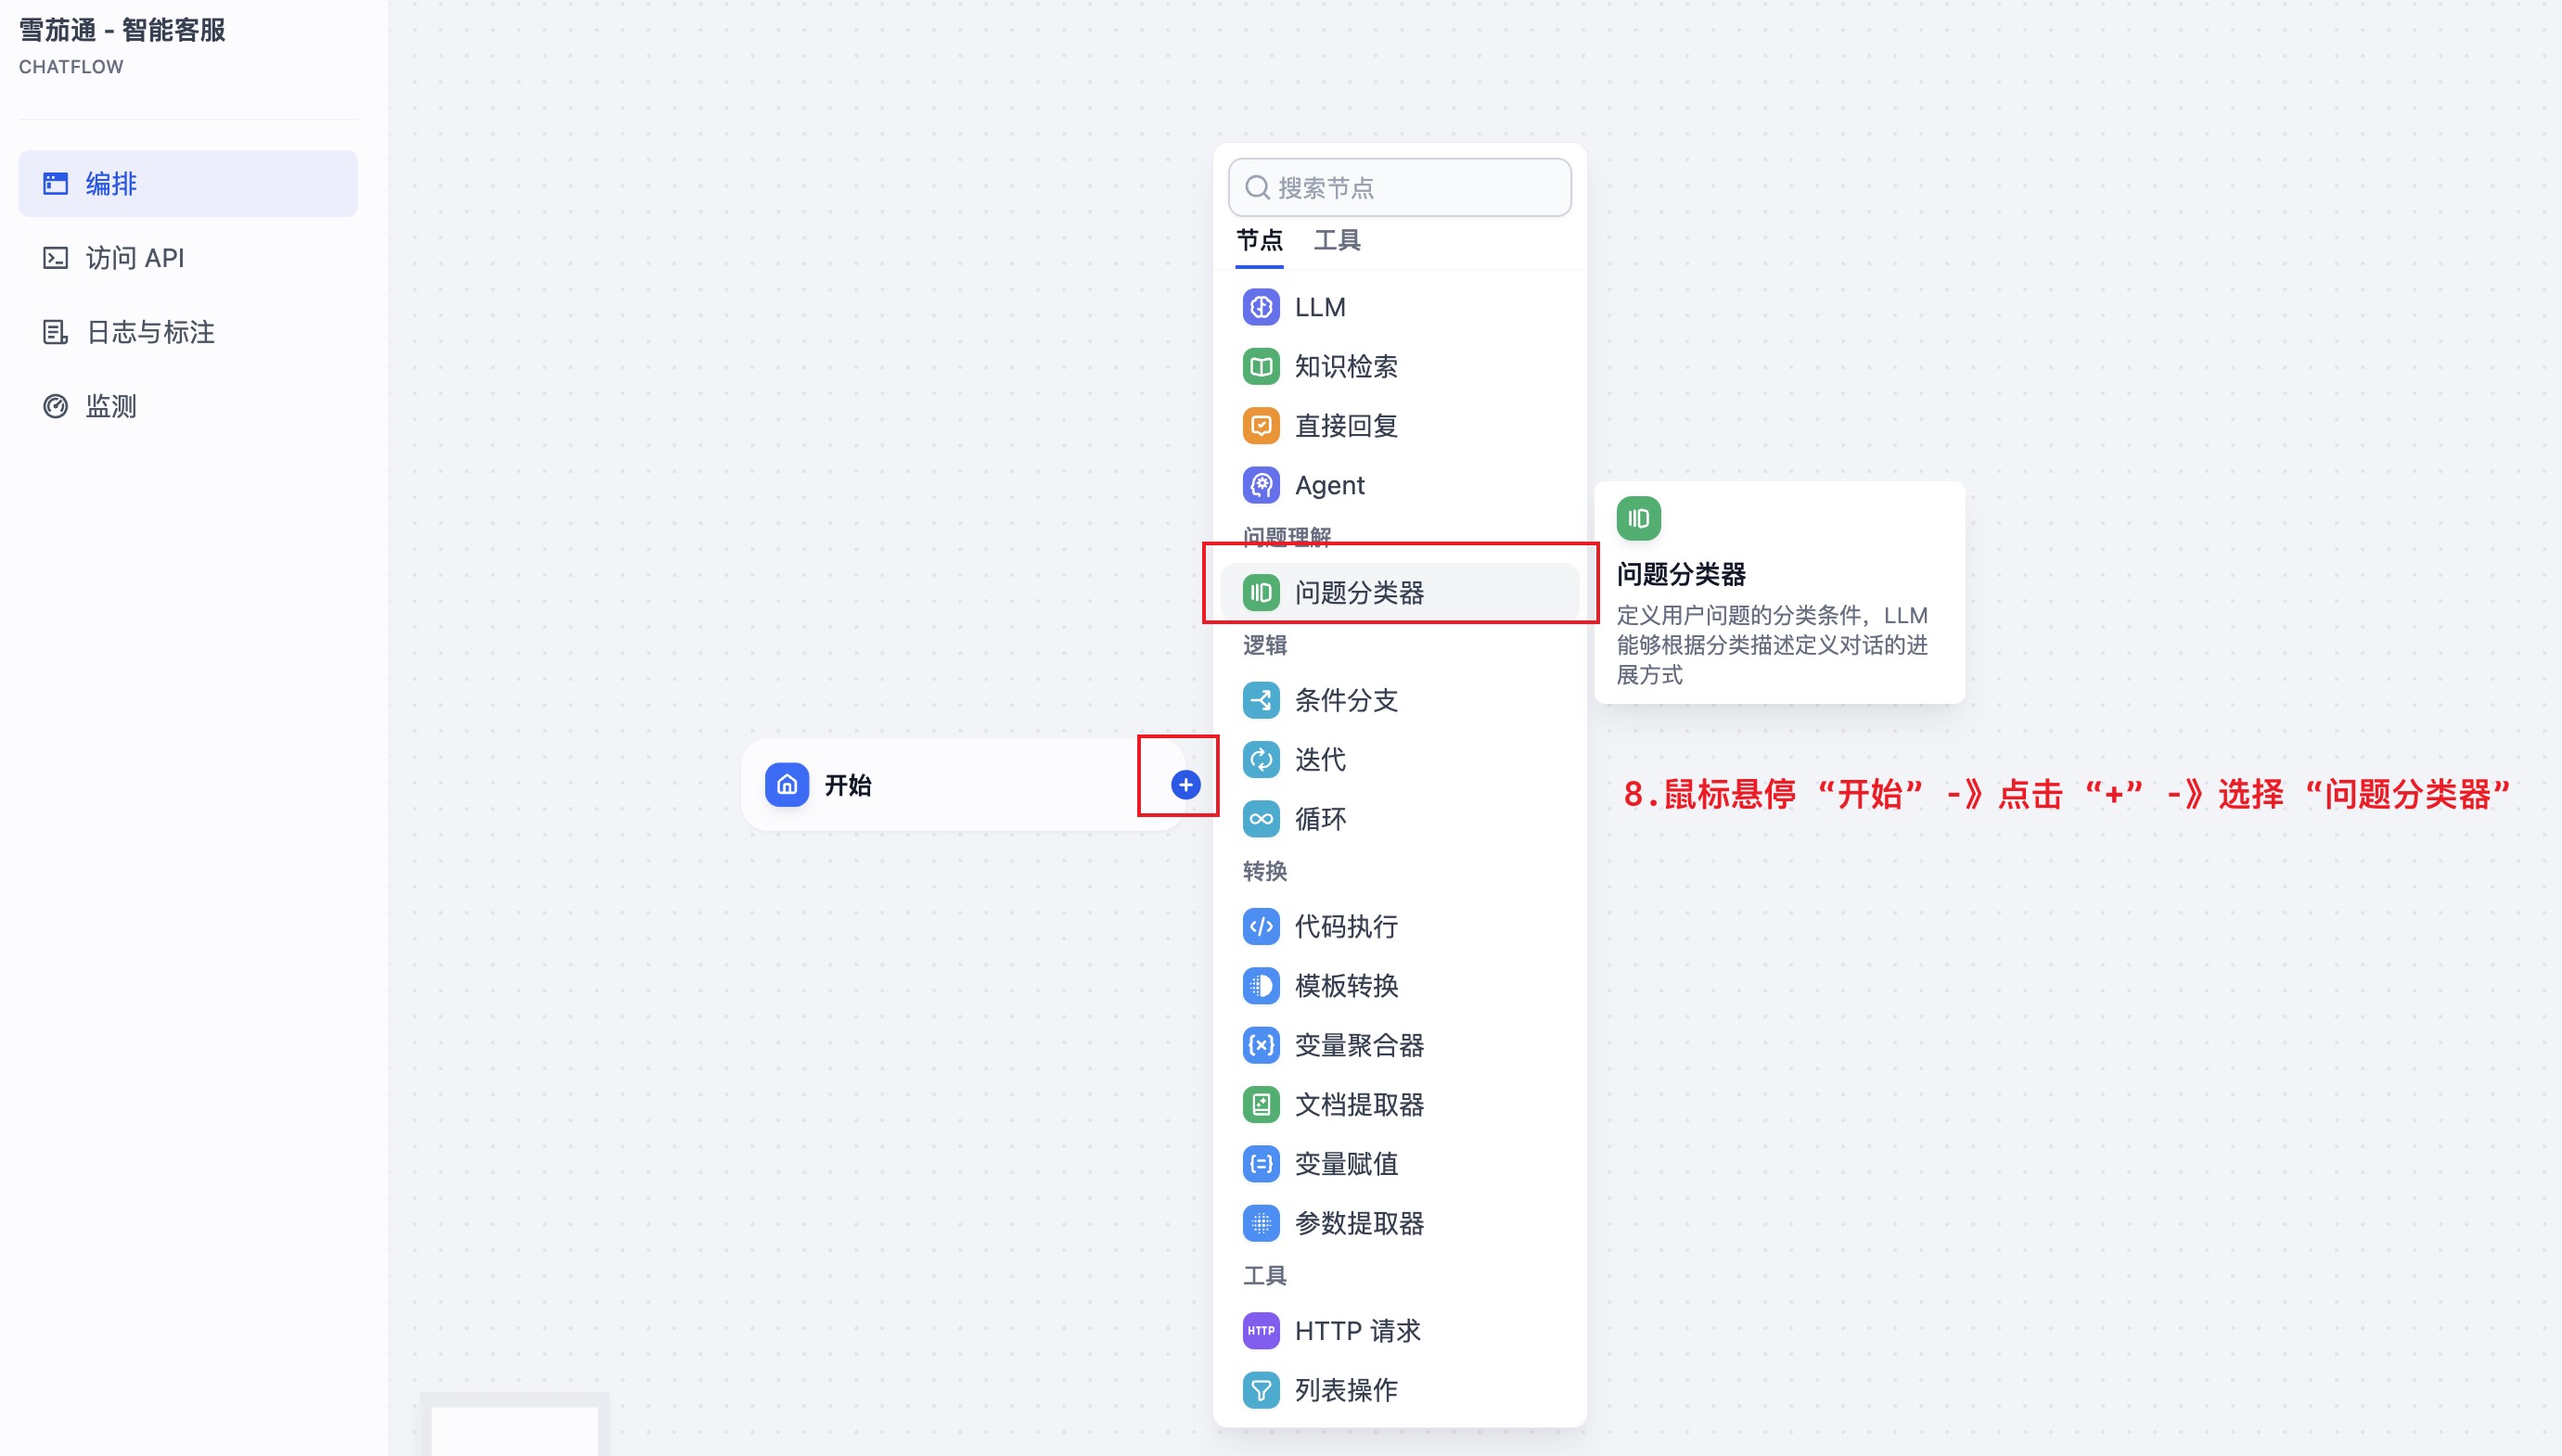 雪茄通 - 智能客服
CHATFLOW
编排
访问 API
日志与标注
监测
搜索节点
节点 工具
LLM
知识检索
直接回复
Agent
问题理解
问题分类器
逻辑
条件分支
迭代
循环
转换
代码执行
模板转换
变量聚合器
文档提取器
变量赋值
参数提取器
工具
HTTP HTTP 请求
列表操作
问题分类器
定义用户问题的分类条件，LLM
能够根据分类描述定义对话的进
展方式
开始
8.鼠标悬停 “开始” -》点击 “+” -》选择 “问题分类器”